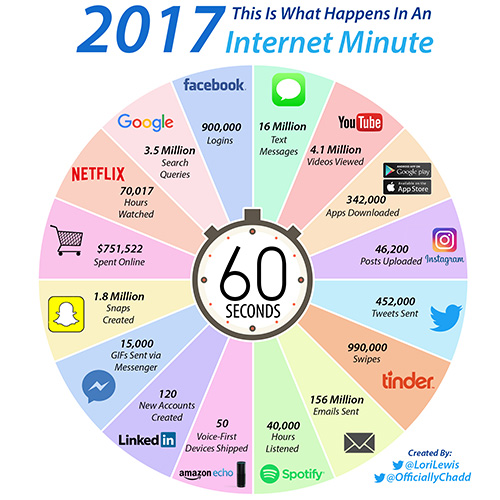 2017 This Is What Happens In An
Internet Minute
facebook
900,000
Logins
16 Million
Text
Messages
YouTube
4.1 Million
Videos Viewed
ANDROID APP ON
Google play
Available on the
App Store
342,000
Apps Downloaded
46,200
Posts Uploaded
Instagram
452,000
Tweets Sent
990,000
Swipes
tinder
156 Million
Emails Sent
40,000
Hours
Listened
Spotify
50
Voice-First
Devices Shipped
amazon echo
120
New Accounts
Created
Linked in
15,000
GIFs Sent via
Messenger
1.8 Million
Snaps
Created
$751,522
Spent Online
NETFLIX
70,017
Hours
Watched
Google
3.5 Million
Search
Queries
60
SECONDS
Created By:
@LoriLewis
@OfficiallyChadd